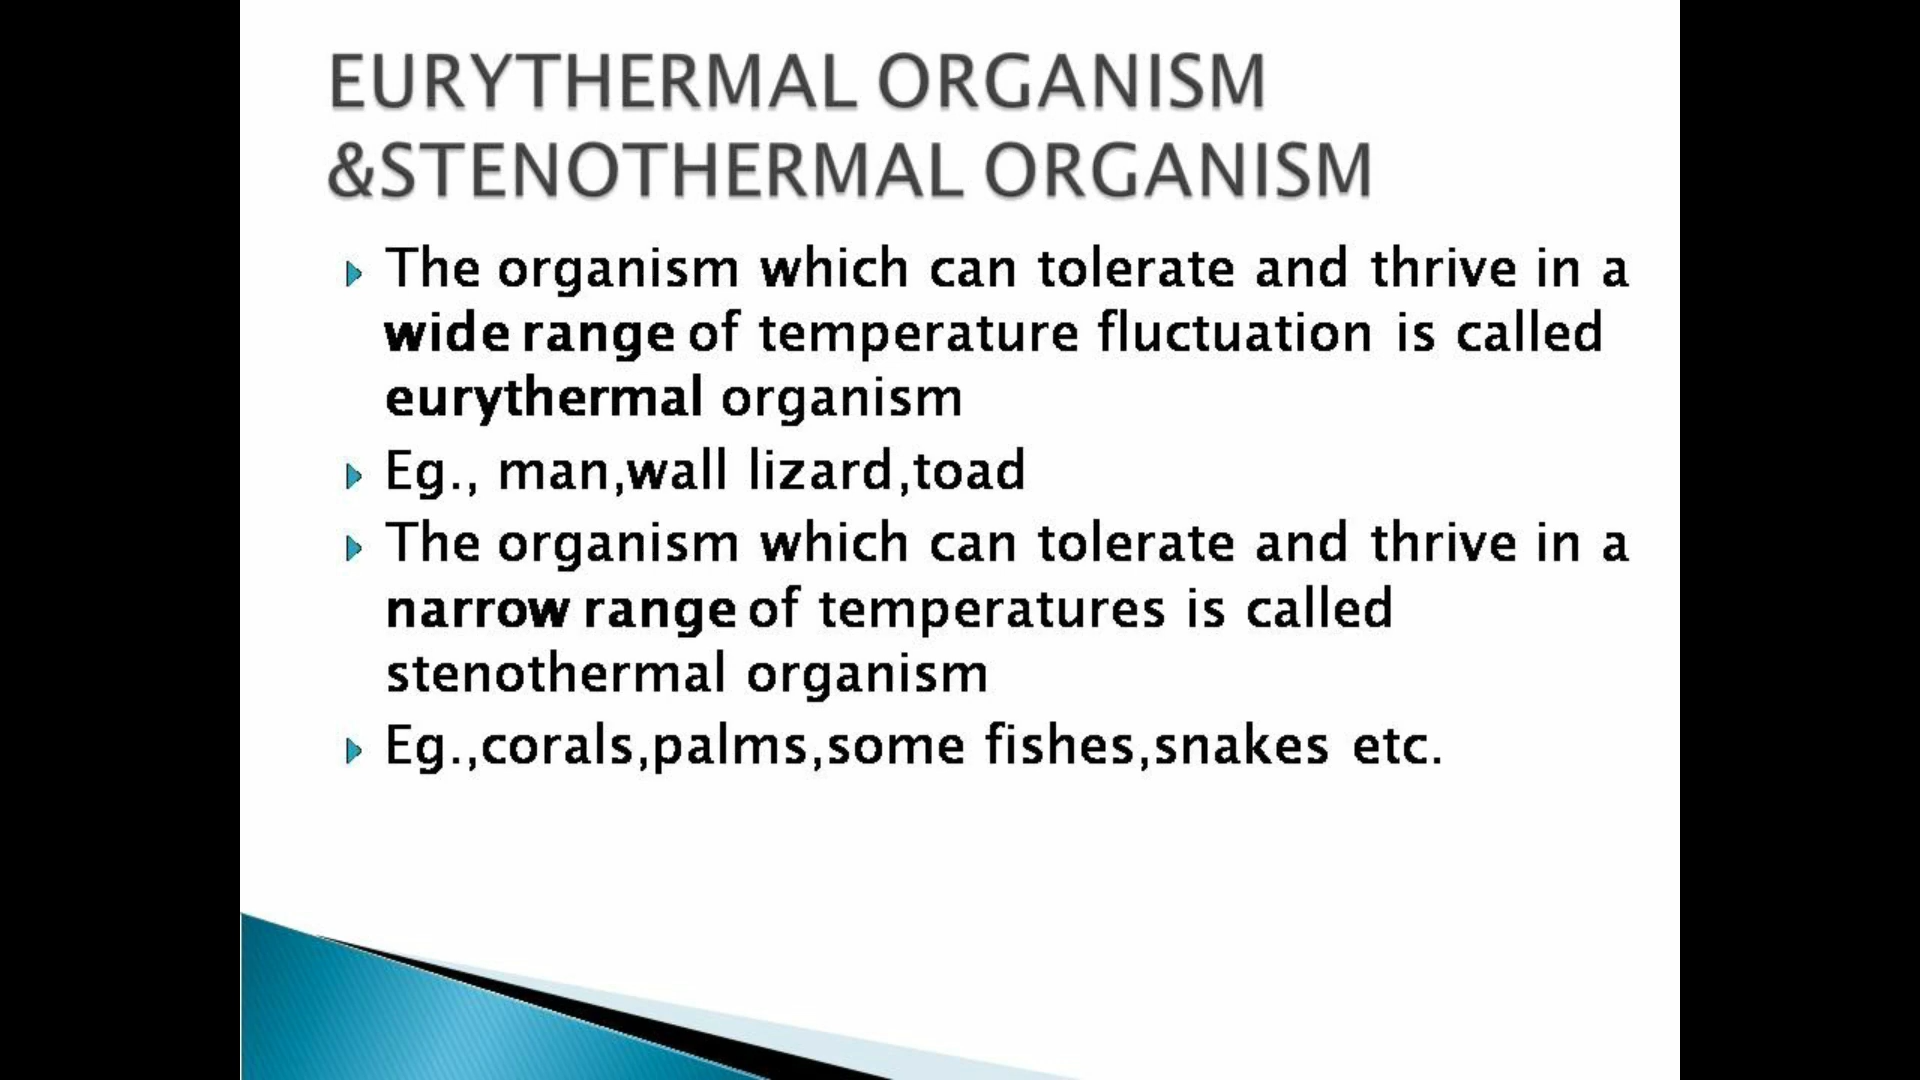 EURYTHERMAL ORGANISM
&STENOTHERMAL ORGANISM
The organism which can tolerate and thrive in a
wide range of temperature fluctuation is called
eurythermal organism
Eg., man,wall lizard,toad
The organism which can tolerate and thrive in a
narrow range of temperatures is called
stenothermal organism
Eg.,corals,palms,some fishes,snakes etc.